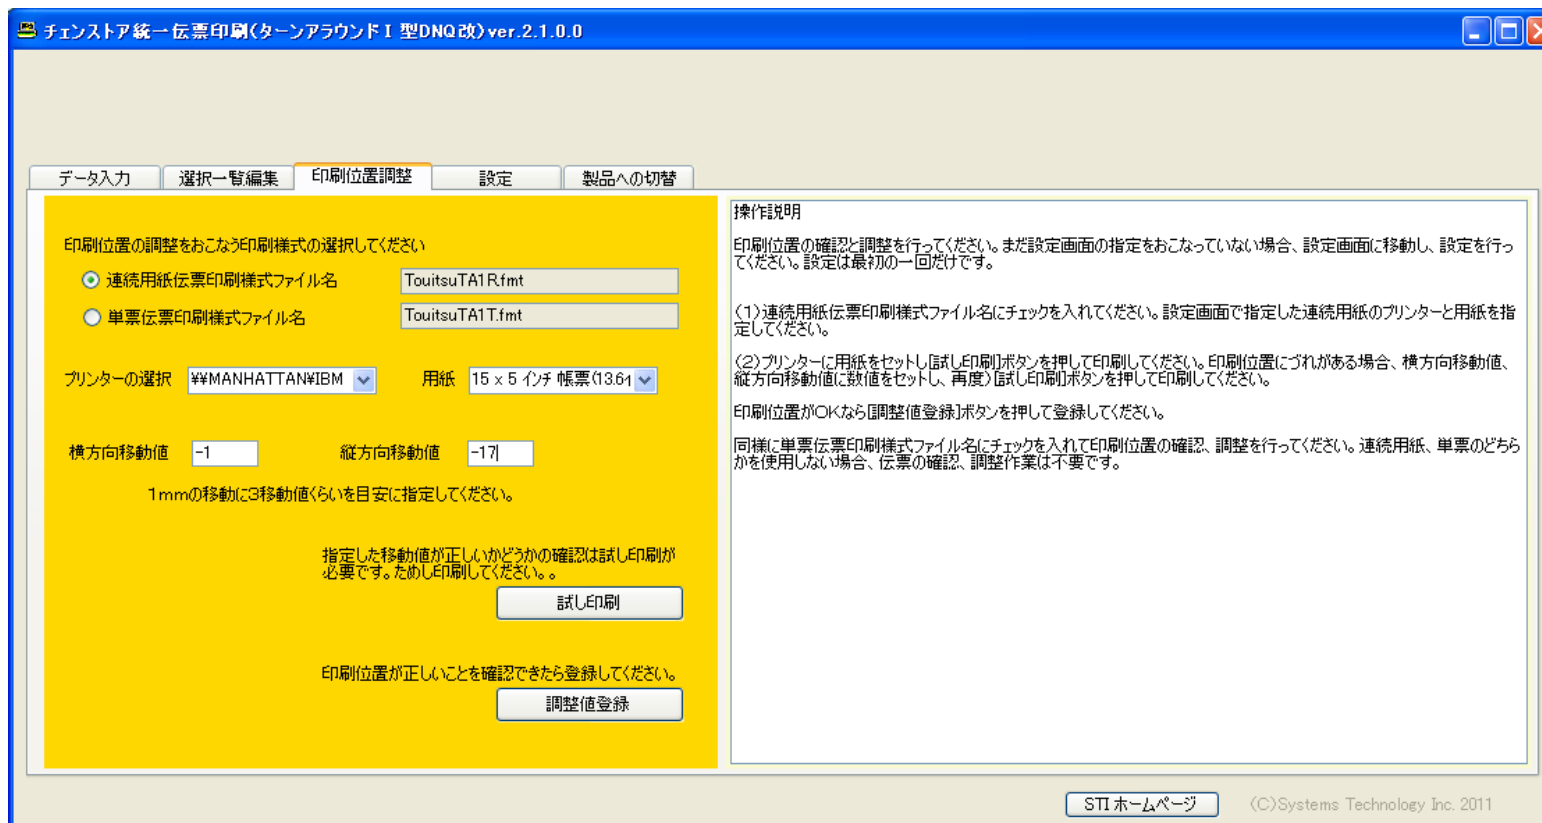 チェンストア統一伝票印刷(ターンアラウンドⅠ型DNQ改)ver.2.1.0.0
データ入力 選択一覧編集 印刷位置調整 設定 製品への切替
印刷位置の調整をおこなう印刷様式の選択してください
連続用紙伝票印刷様式ファイル名 TouitsuTA1R.fmt
単票伝票印刷様式ファイル名 TouitsuTA1T.fmt
プリンターの選択 ¥¥MANHATTAN¥IBM 用紙 15 x 5 インチ 帳票(13.6
横方向移動値 -1 縦方向移動値 -17
1mmの移動に3移動値くらいを目安に指定してください。
指定した移動値が正しいかどうかの確認は試し印刷が
必要です。ためし印刷してください。。
試し印刷
印刷位置が正しいことを確認できたら登録してください。
調整値登録
操作説明
印刷位置の確認と調整を行ってください。まだ設定画面の指定をおこなっていない場合、設定画面に移動し、設定を行っ
てください。設定は最初の一回だけです。
(1)連続用紙伝票印刷様式ファイル名にチェックを入れてください。設定画面で指定した連続用紙のプリンターと用紙を指
定してください。
(2)プリンターに用紙をセットし[試し印刷]ボタンを押して印刷してください。印刷位置にづれがある場合、横方向移動値、
縦方向移動値に数値をセットし、再度)[試し印刷]ボタンを押して印刷してください。
印刷位置がOKなら[調整値登録]ボタンを押して登録してください。
同様に単票伝票印刷様式ファイル名にチェックを入れて印刷位置の確認、調整を行ってください。連続用紙、単票のどちら
かを使用しない場合、伝票の確認、調整作業は不要です。
STI ホームページ (C)Systems Technology Inc. 2011